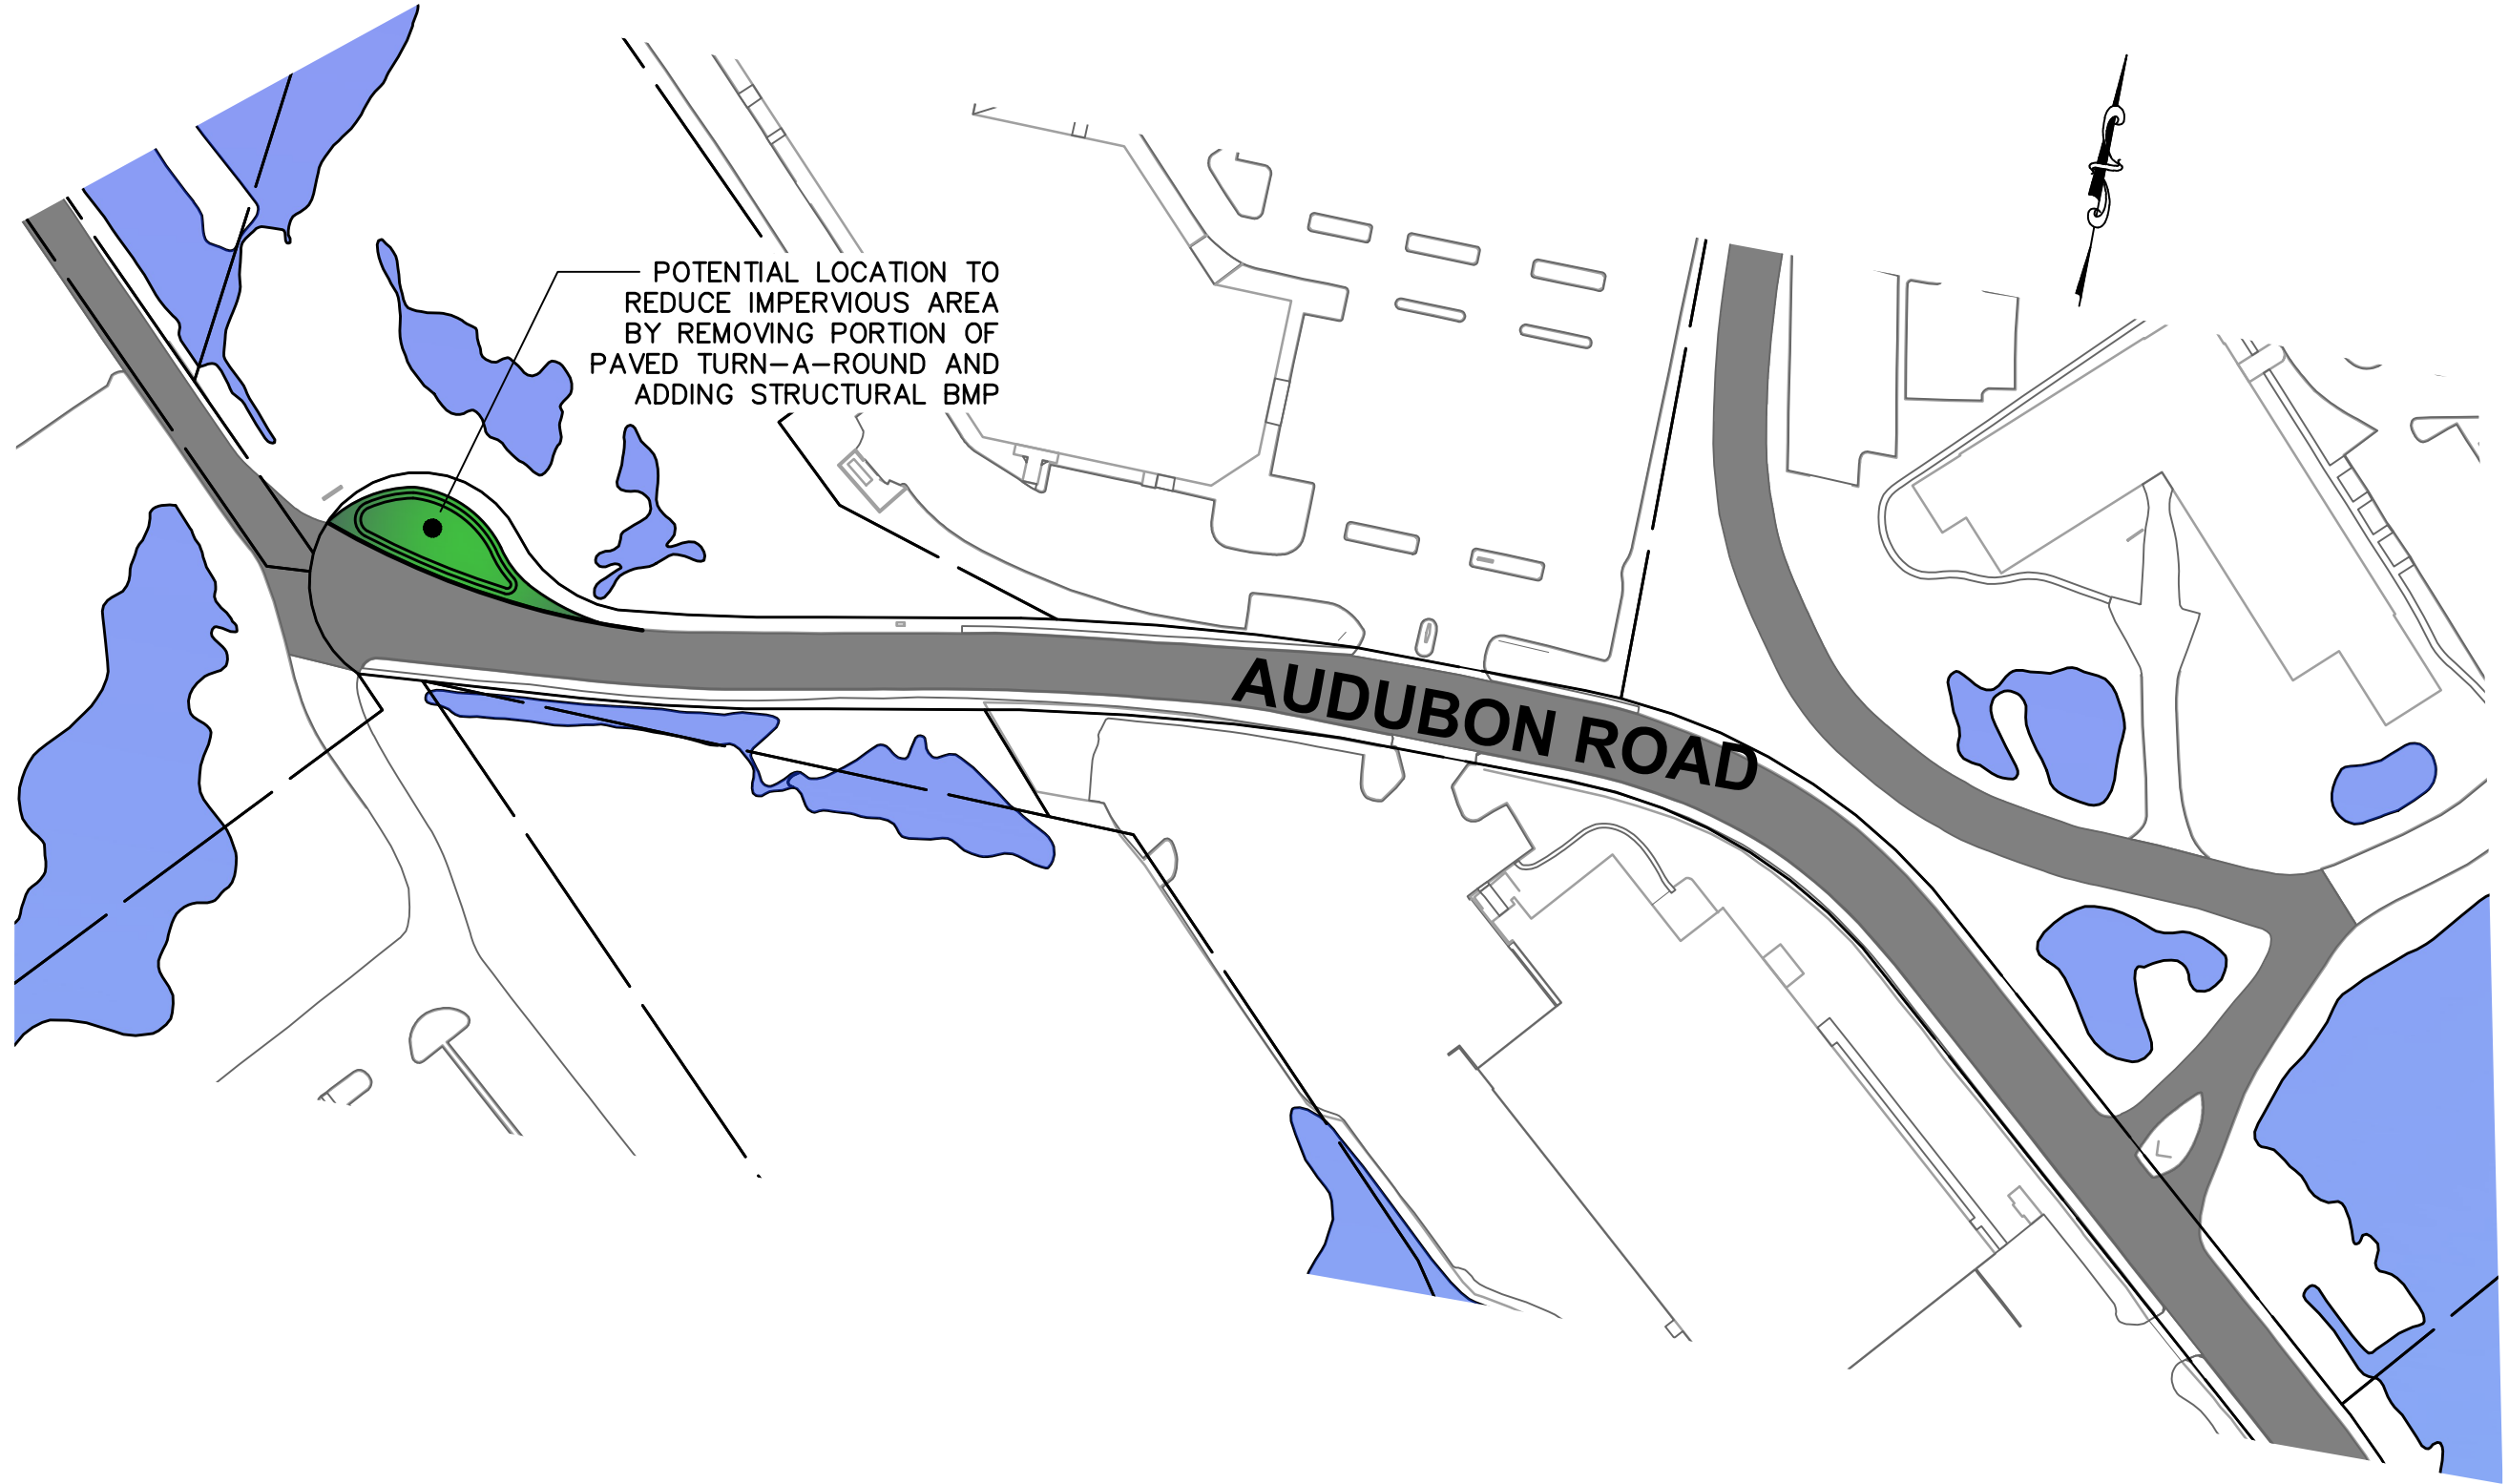 POTENTIAL LOCATION TO
REDUCE IMPERVIOUS AREA
BY REMOVING PORTION OF
PAVED TURN-A-ROUND AND
ADDING STRUCTURAL BMP
AUDUBON ROAD